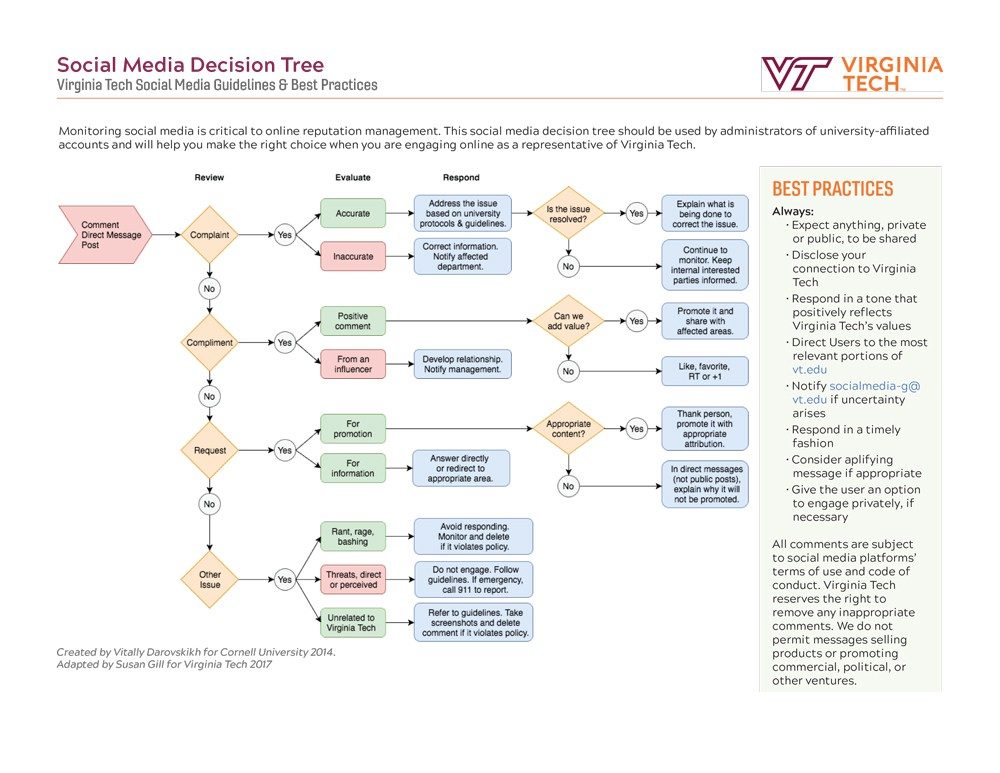 Social Media Decision Tree
Virginia Tech Social Media Guidelines & Best Practices
VT VIRGINIA
TECH™
Monitoring social media is critical to online reputation management. This social media decision tree should be used by administrators of university-affiliated
accounts and will help you make the right choice when you are engaging online as a representative of Virginia Tech.
Review
Evaluate
Respond
Comment
Direct Message
Post
Complaint
Yes
Accurate
Address the issue
based on university
protocols & guidelines.
Is the issue
resolved?
Yes
Explain what is
being done to
correct the issue.
Inaccurate
Correct information.
Notify affected
department.
No
Continue to
monitor. Keep
internal interested
parties informed.
No
Compliment
Yes
Positive
comment
Can we
add value?
Yes
Promote it and
share with
affected areas.
From an
influencer
Develop relationship.
Notify management.
No
Like, favorite,
RT or +1
No
Request
Yes
For
promotion
Appropriate
content?
Yes
Thank person,
promote it with
appropriate
attribution.
For
information
Answer directly
or redirect to
appropriate area.
No
In direct messages
(not public posts),
explain why it will
not be promoted.
No
Other
Issue
Yes
Rant, rage,
bashing
Avoid responding.
Monitor and delete
if it violates policy.
Threats, direct
or perceived
Do not engage. Follow
guidelines. If emergency,
call 911 to report.
Unrelated to
Virginia Tech
Refer to guidelines. Take
screenshots and delete
comment if it violates policy.
Created by Vitally Darovskikh for Cornell University 2014.
Adapted by Susan Gill for Virginia Tech 2017
BEST PRACTICES
Always:
· Expect anything, private
or public, to be shared
· Disclose your
connection to Virginia
Tech
· Respond in a tone that
positively reflects
Virginia Tech's values
· Direct Users to the most
relevant portions of
vt.edu
· Notify socialmedia-g@
vt.edu if uncertainty
arises
· Respond in a timely
fashion
· Consider aplifying
message if appropriate
· Give the user an option
to engage privately, if
necessary
All comments are subject
to social media platforms'
terms of use and code of
conduct. Virginia Tech
reserves the right to
remove any inappropriate
comments. We do not
permit messages selling
products or promoting
commercial, political, or
other ventures.